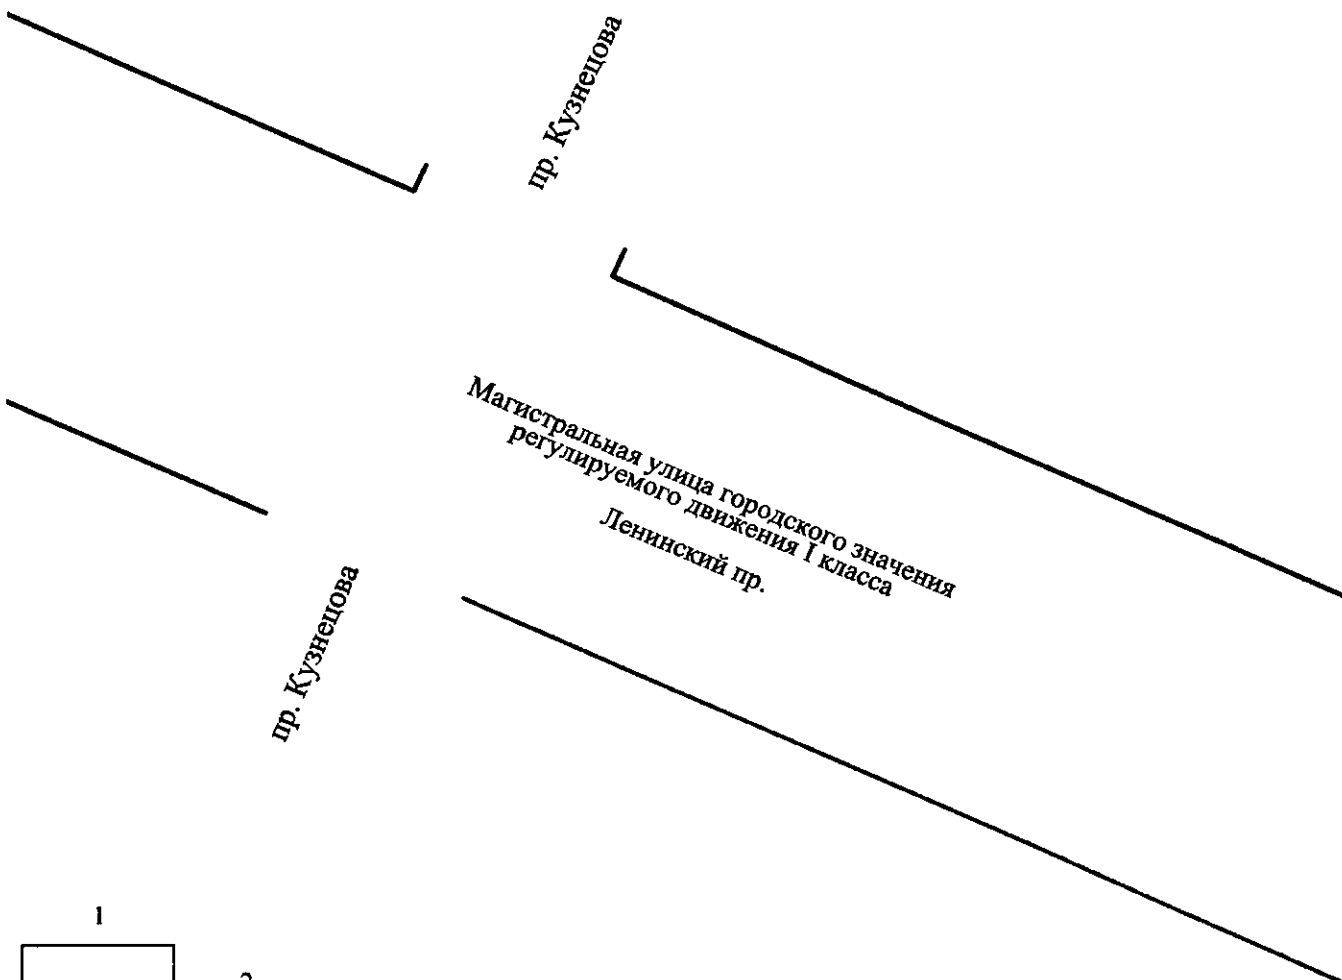 пр. Кузнецова
Магистральная улица городского значения
регулируемого движения I класса
Ленинский пр.
пр. Кузнецова
1